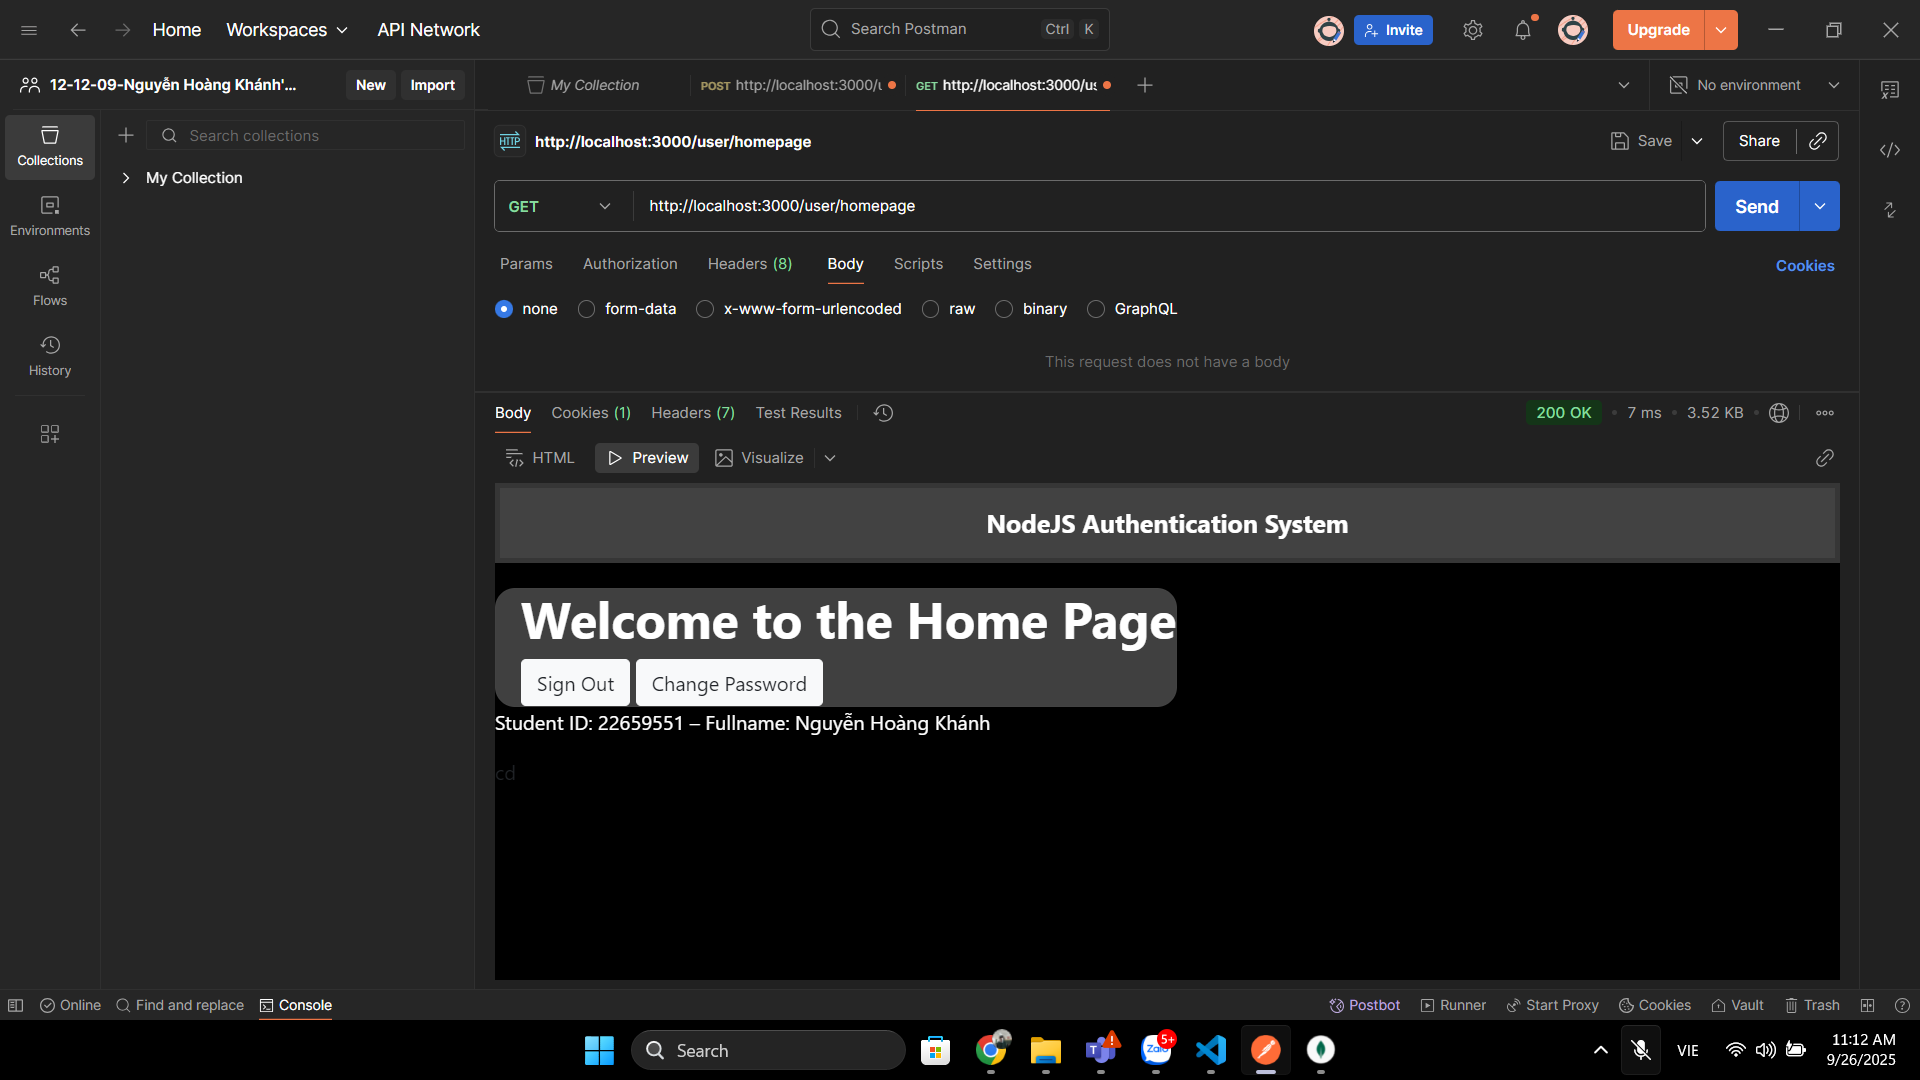 Home Workspaces API Network Search Postman Ctrl K Invite Upgrade
12-12-09-Nguyễn Hoàng Khánh'... New Import My Collection POST http://localhost:3000/u GET http://localhost:3000/us No environment
Collections Search collections HTTP http://localhost:3000/user/homepage Save Share
My Collection
GET http://localhost:3000/user/homepage Send
Environments
Params Authorization Headers (8) Body Scripts Settings Cookies
Flows
none form-data x-www-form-urlencoded raw binary GraphQL
History
This request does not have a body
Body Cookies (1) Headers (7) Test Results 200 OK 7 ms 3.52 KB
HTML Preview Visualize
NodeJS Authentication System
Welcome to the Home Page
Sign Out Change Password
Student ID: 22659551 – Fullname: Nguyễn Hoàng Khánh
cd
Online Find and replace Console Postbot Runner Start Proxy Cookies Vault Trash
Search Zalo 5+ VIE 11:12 AM
9/26/2025